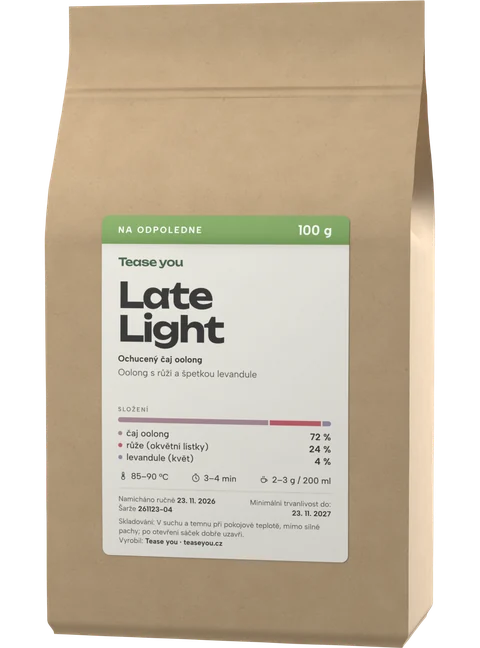 NA ODPOLEDNE 100 g
Tease you
Late
Light
Ochucený čaj oolong
Oolong s růží a špetkou levandule
SLOŽENÍ
čaj oolong 72 %
růže (okvětní lístky) 24 %
levandule (květ) 4 %
85–90 °C 3–4 min 2–3 g / 200 ml
Namícháno ručně 23. 11. 2026
Šarže 261123-04
Minimální trvanlivost do:
23. 11. 2027
Skladování: V suchu a temnu při pokojové teplotě, mimo silné
pachy; po otevření sáček dobře uzavři.
Vyrobil: Tease you · teaseyou.cz